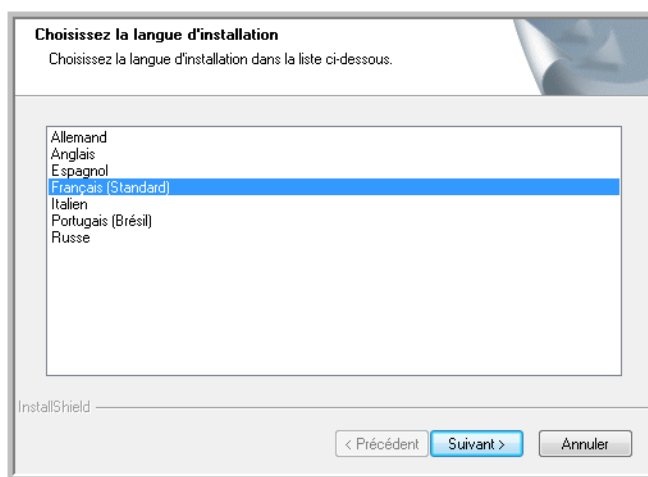 Choisissez la langue d'installation
Choisissez la langue d'installation dans la liste ci-dessous.
Allemand
Anglais
Espagnol
Français (Standard)
Italien
Portugais (Brésil)
Russe
InstallShield
< Précédent
Suivant >
Annuler